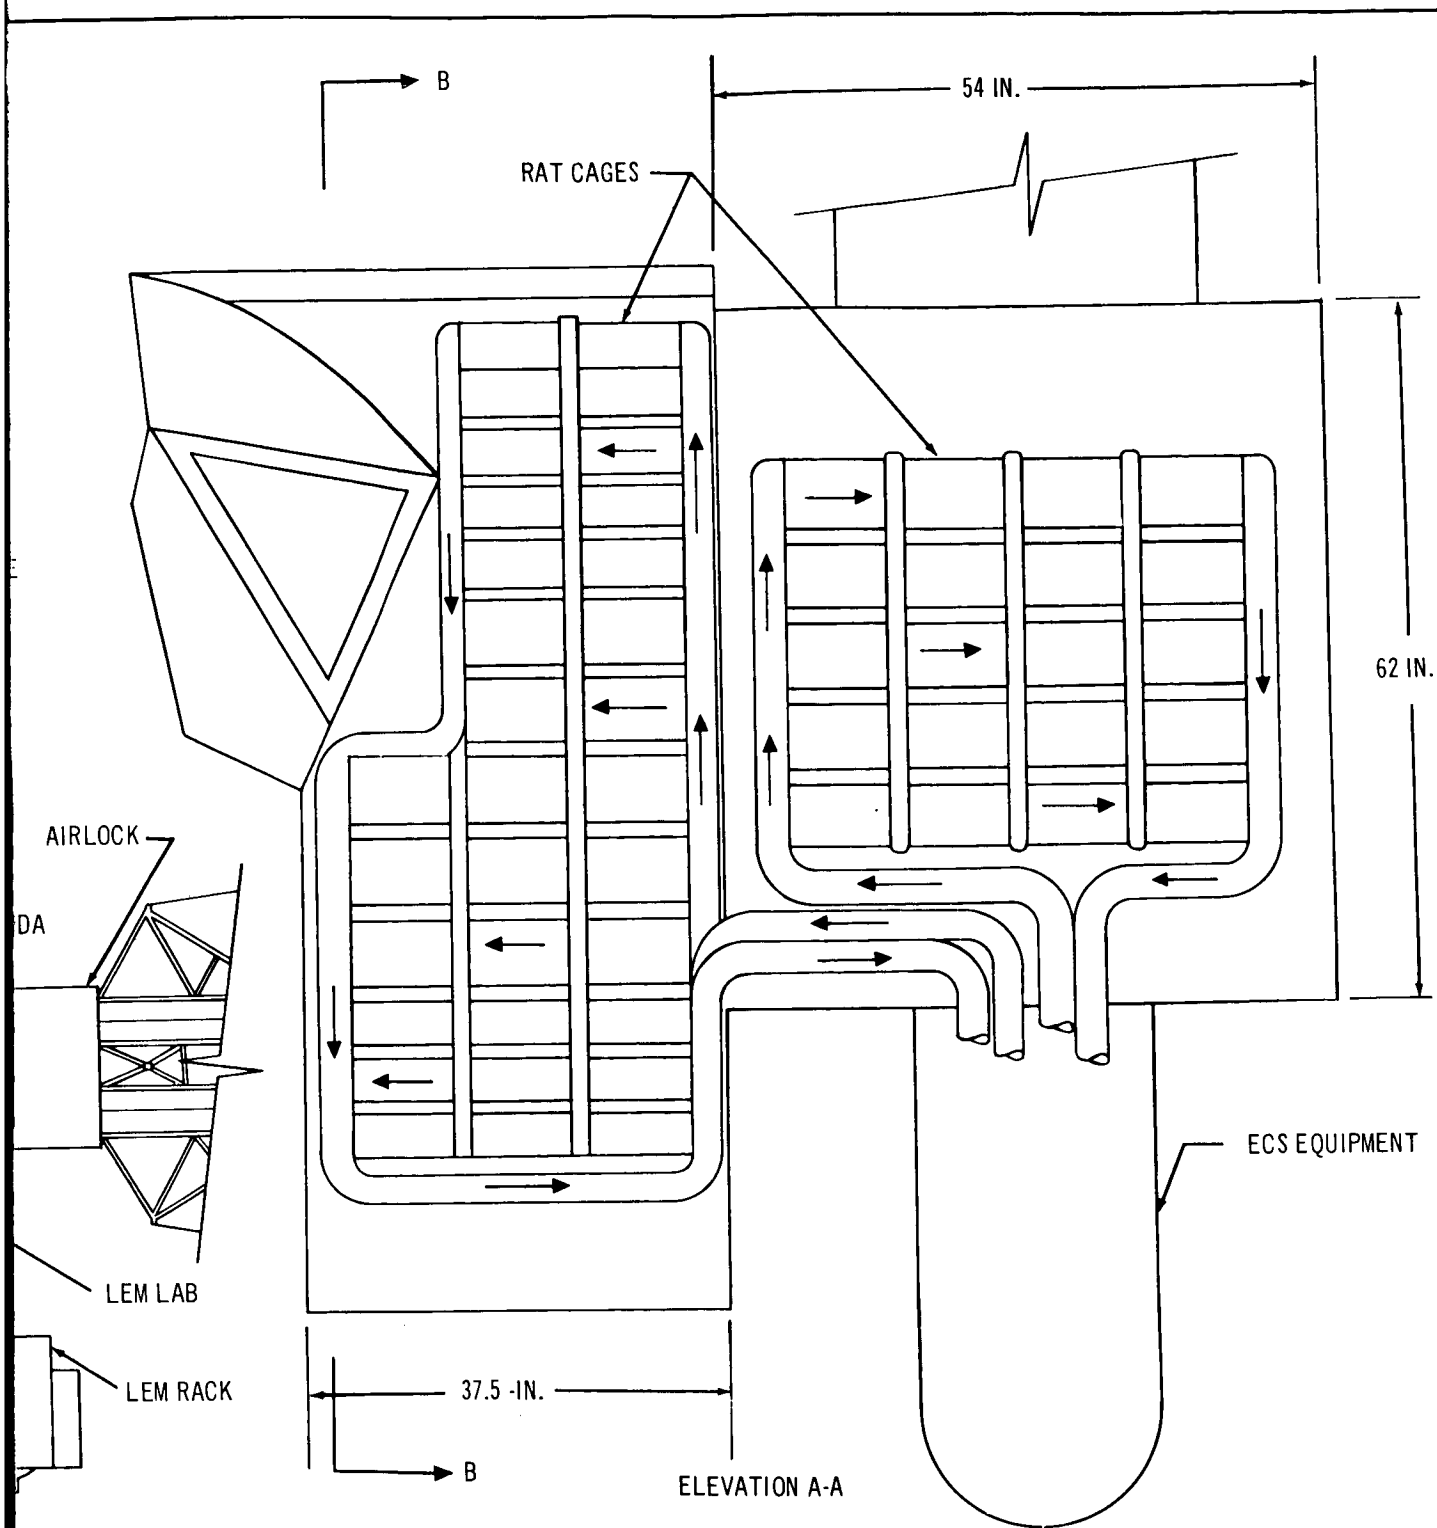 B
54 IN.
RAT CAGES
62 IN.
AIRLOCK
DA
ECS EQUIPMENT
LEM LAB
LEM RACK
37.5 -IN.
B
ELEVATION A-A